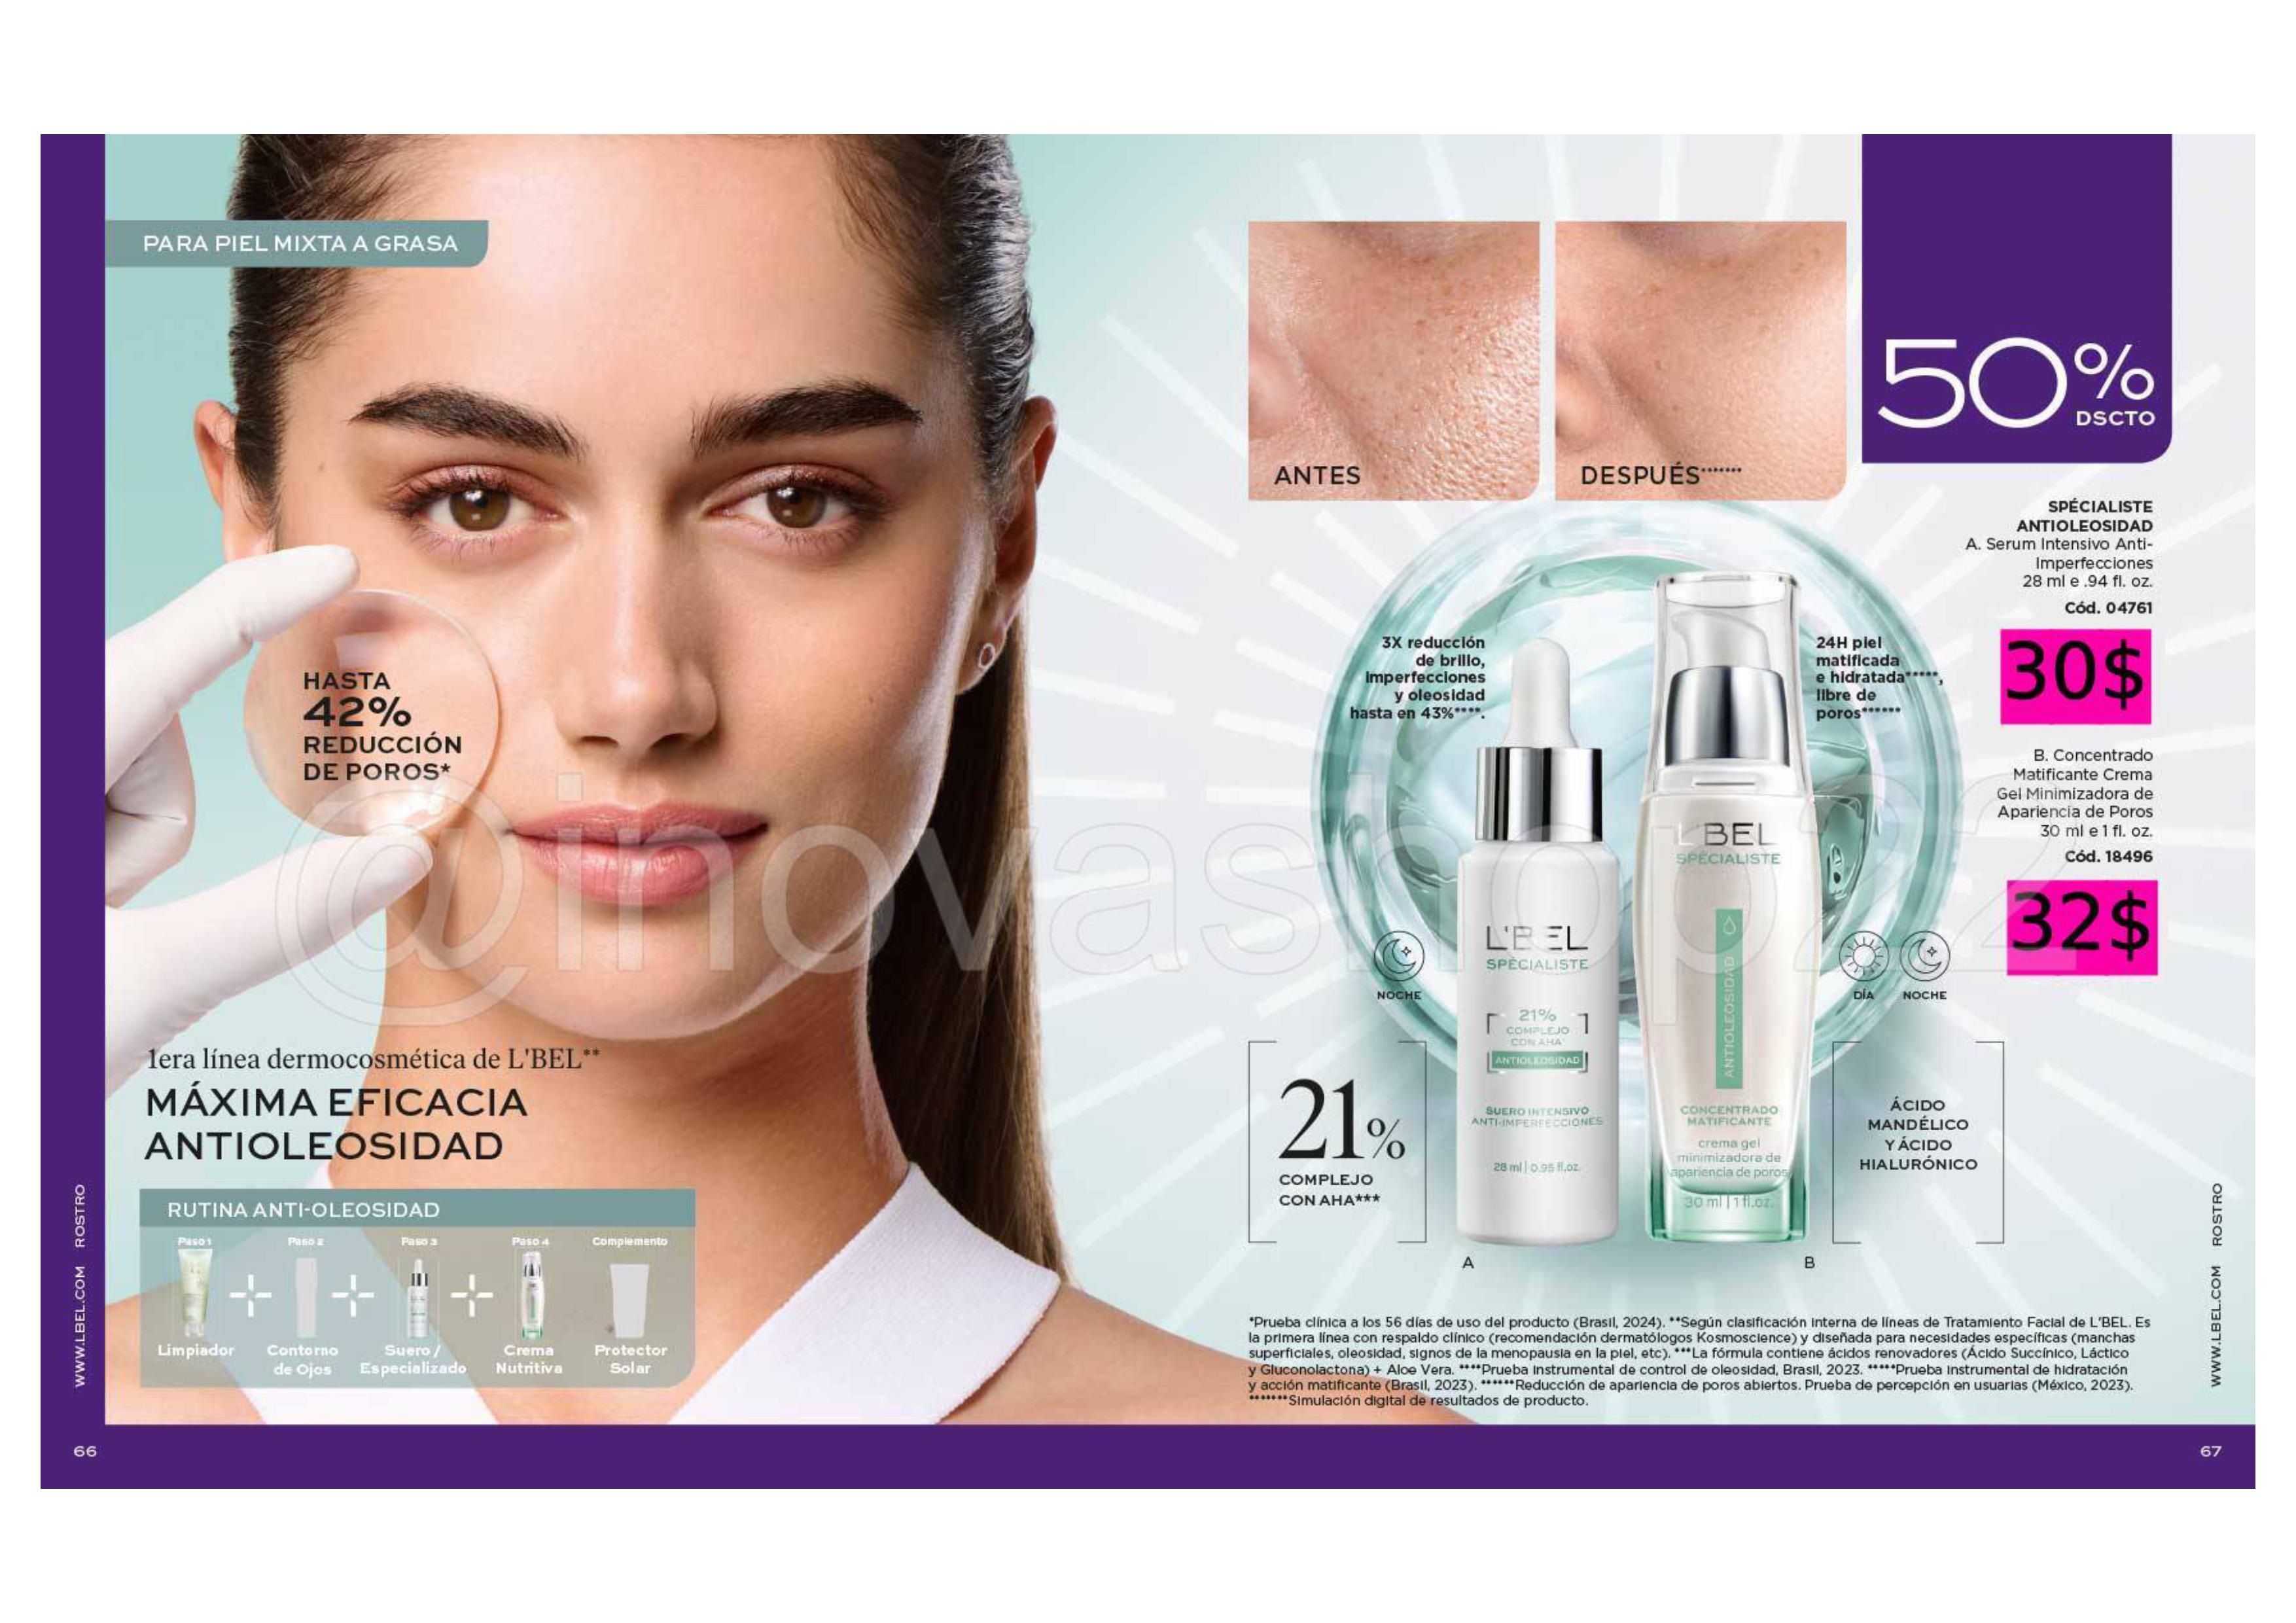 PARA PIEL MIXTA A GRASA
HASTA
42%
REDUCCIÓN
DE POROS*
1era línea dermocosmética de L'BEL**
MÁXIMA EFICACIA
ANTIOLEOSIDAD
RUTINA ANTI-OLEOSIDAD
Paso 1
Limpiador
Paso 2
Contorno
de Ojos
Paso 3
Suero /
Especializado
Paso 4
Crema
Nutritiva
Complemento
Protector
Solar
WWW.LBEL.COM ROSTRO
66
@inovashop22
ANTES
DESPUÉS*******
50%
DSCTO
SPÉCIALISTE
ANTIOLEOSIDAD
A. Serum Intensivo Anti-
Imperfecciones
28 ml e .94 fl. oz.
Cód. 04761
30$
B. Concentrado
Matificante Crema
Gel Minimizadora de
Apariencia de Poros
30 ml e 1 fl. oz.
Cód. 18496
32$
3X reducción
de brillo,
imperfecciones
y oleosidad
hasta en 43%****.
24H piel
matificada
e hidratada*****,
libre de
poros******
NOCHE
DÍA
NOCHE
L'BEL
SPÉCIALISTE
21%
COMPLEJO
CON AHA
ANTIOLEOSIDAD
SUERO INTENSIVO
ANTI-IMPERFECCIONES
28 ml | 0.95 fl.oz.
L'BEL
SPÉCIALISTE
ANTIOLEOSIDAD
CONCENTRADO
MATIFICANTE
crema gel
minimizadora de
apariencia de poros
30 ml | 1 fl.oz.
21%
COMPLEJO
CON AHA***
ÁCIDO
MANDÉLICO
Y ÁCIDO
HIALURÓNICO
A
B
*Prueba clínica a los 56 días de uso del producto (Brasil, 2024). **Según clasificación interna de líneas de Tratamiento Facial de L'BEL. Es
la primera línea con respaldo clínico (recomendación dermatólogos Kosmoscience) y diseñada para necesidades específicas (manchas
superficiales, oleosidad, signos de la menopausia en la piel, etc). ***La fórmula contiene ácidos renovadores (Ácido Succínico, Láctico
y Gluconolactona) + Aloe Vera. ****Prueba instrumental de control de oleosidad, Brasil, 2023. *****Prueba instrumental de hidratación
y acción matificante (Brasil, 2023). ******Reducción de apariencia de poros abiertos. Prueba de percepción en usuarias (México, 2023).
*******Simulación digital de resultados de producto.
WWW.LBEL.COM ROSTRO
67